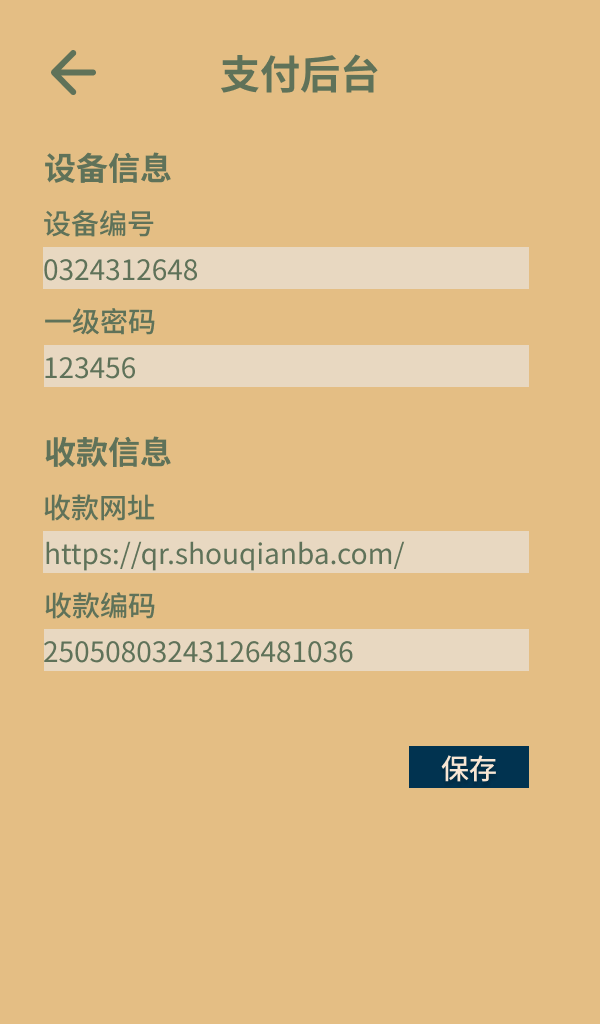 支付后台
设备信息
设备编号
0324312648
一级密码
123456
收款信息
收款网址
https://qr.shouqianba.com/
收款编码
25050803243126481036
保存